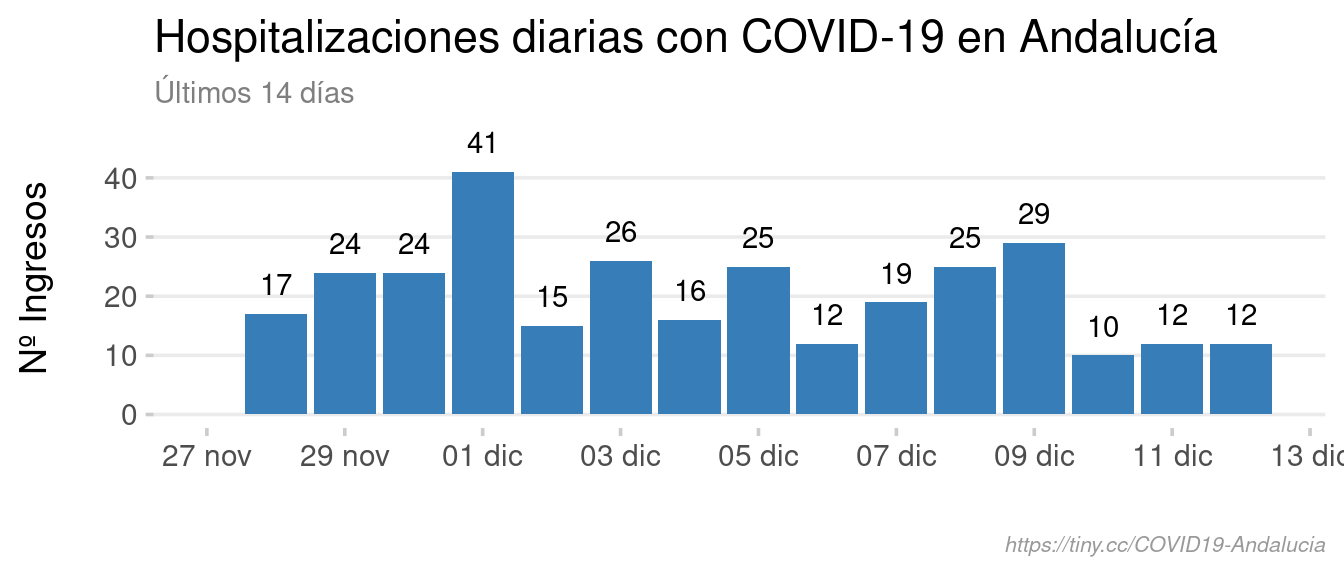 Hospitalizaciones diarias con COVID-19 en Andalucía
Últimos 14 días
Nº Ingresos
40
30
20
10
0
17
24
24
41
15
26
16
25
12
19
25
29
10
12
12
27 nov
29 nov
01 dic
03 dic
05 dic
07 dic
09 dic
11 dic
13 dic
https://tiny.cc/COVID19-Andalucia